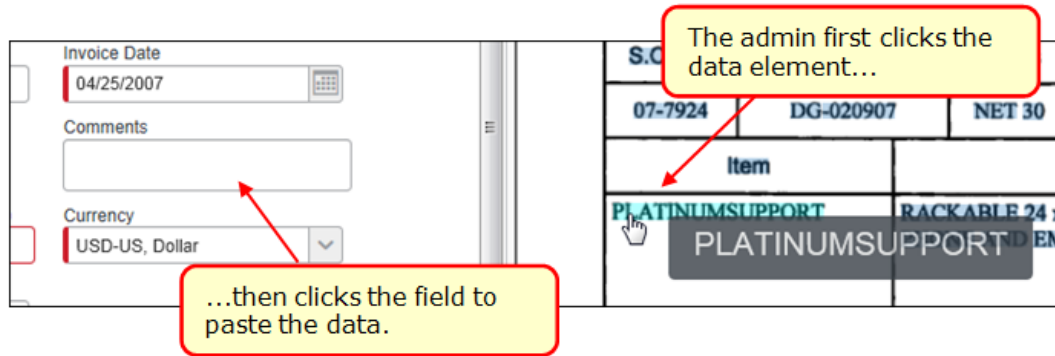 The admin first clicks the
data element...
Invoice Date
04/25/2007
Comments
Currency
USD-US, Dollar
...then clicks the field to
paste the data.
S.O
07-7924 DG-020907 NET 30
Item
PLATINUMSUPPORT RACKABLE 24
PLATINUMSUPPORT